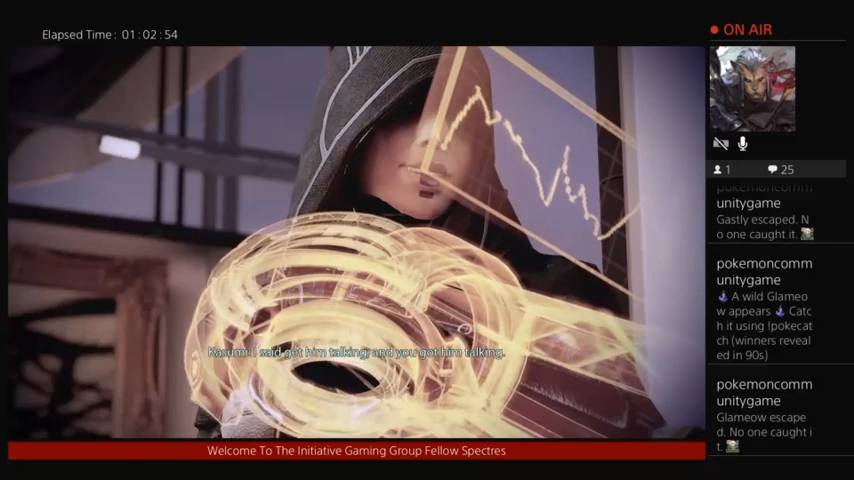 Elapsed Time: 01:02:54
ON AIR
1 25
unitygame
Gastly escaped. N
o one caught it.
pokemoncomm
unitygame
A wild Glameo
w appears Catc
h it using !pokecat
ch (winners reveal
ed in 90s)
pokemoncomm
unitygame
Glameow escape
d. No one caught i
t.
Kasumi: I said get him talking, and you got him talking.
Welcome To The Initiative Gaming Group Fellow Spectres